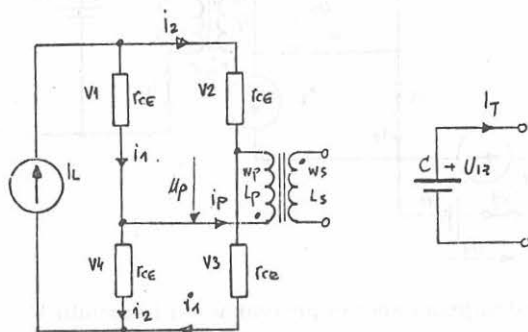 i2
V1
rCE
V2
rCE
IT
IL
i1
up
ip
wp
Lp
ws
Ls
C
+
U12
V4
rCE
V3
rce
i2
i1